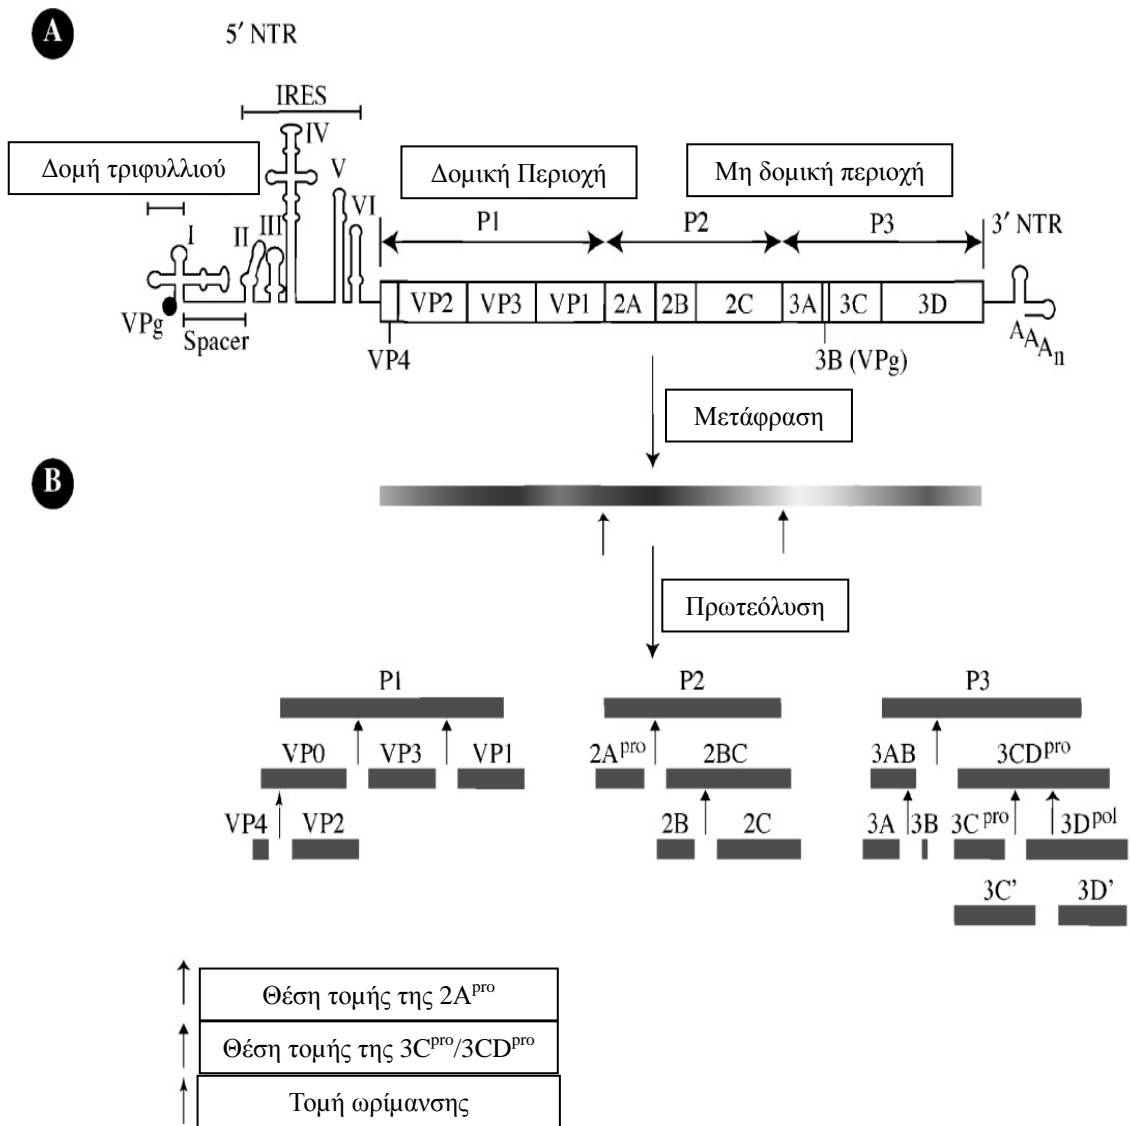 A
5′ NTR
IRES
Δομή τριφυλλιού
Δομική Περιοχή
Μη δομική περιοχή
I
II
III
IV
V
VI
P1
P2
P3
3′ NTR
VPg
Spacer
VP2
VP3
VP1
2A
2B
2C
3A
3C
3D
VP4
3B (VPg)
AAAn
Μετάφραση
B
Πρωτεόλυση
P1
P2
P3
VP0
VP3
VP1
2Apro
2BC
3AB
3CDpro
VP4
VP2
2B
2C
3A
3B
3Cpro
3Dpol
3C’
3D’
Θέση τομής της 2Apro
Θέση τομής της 3Cpro/3CDpro
Τομή ωρίμανσης